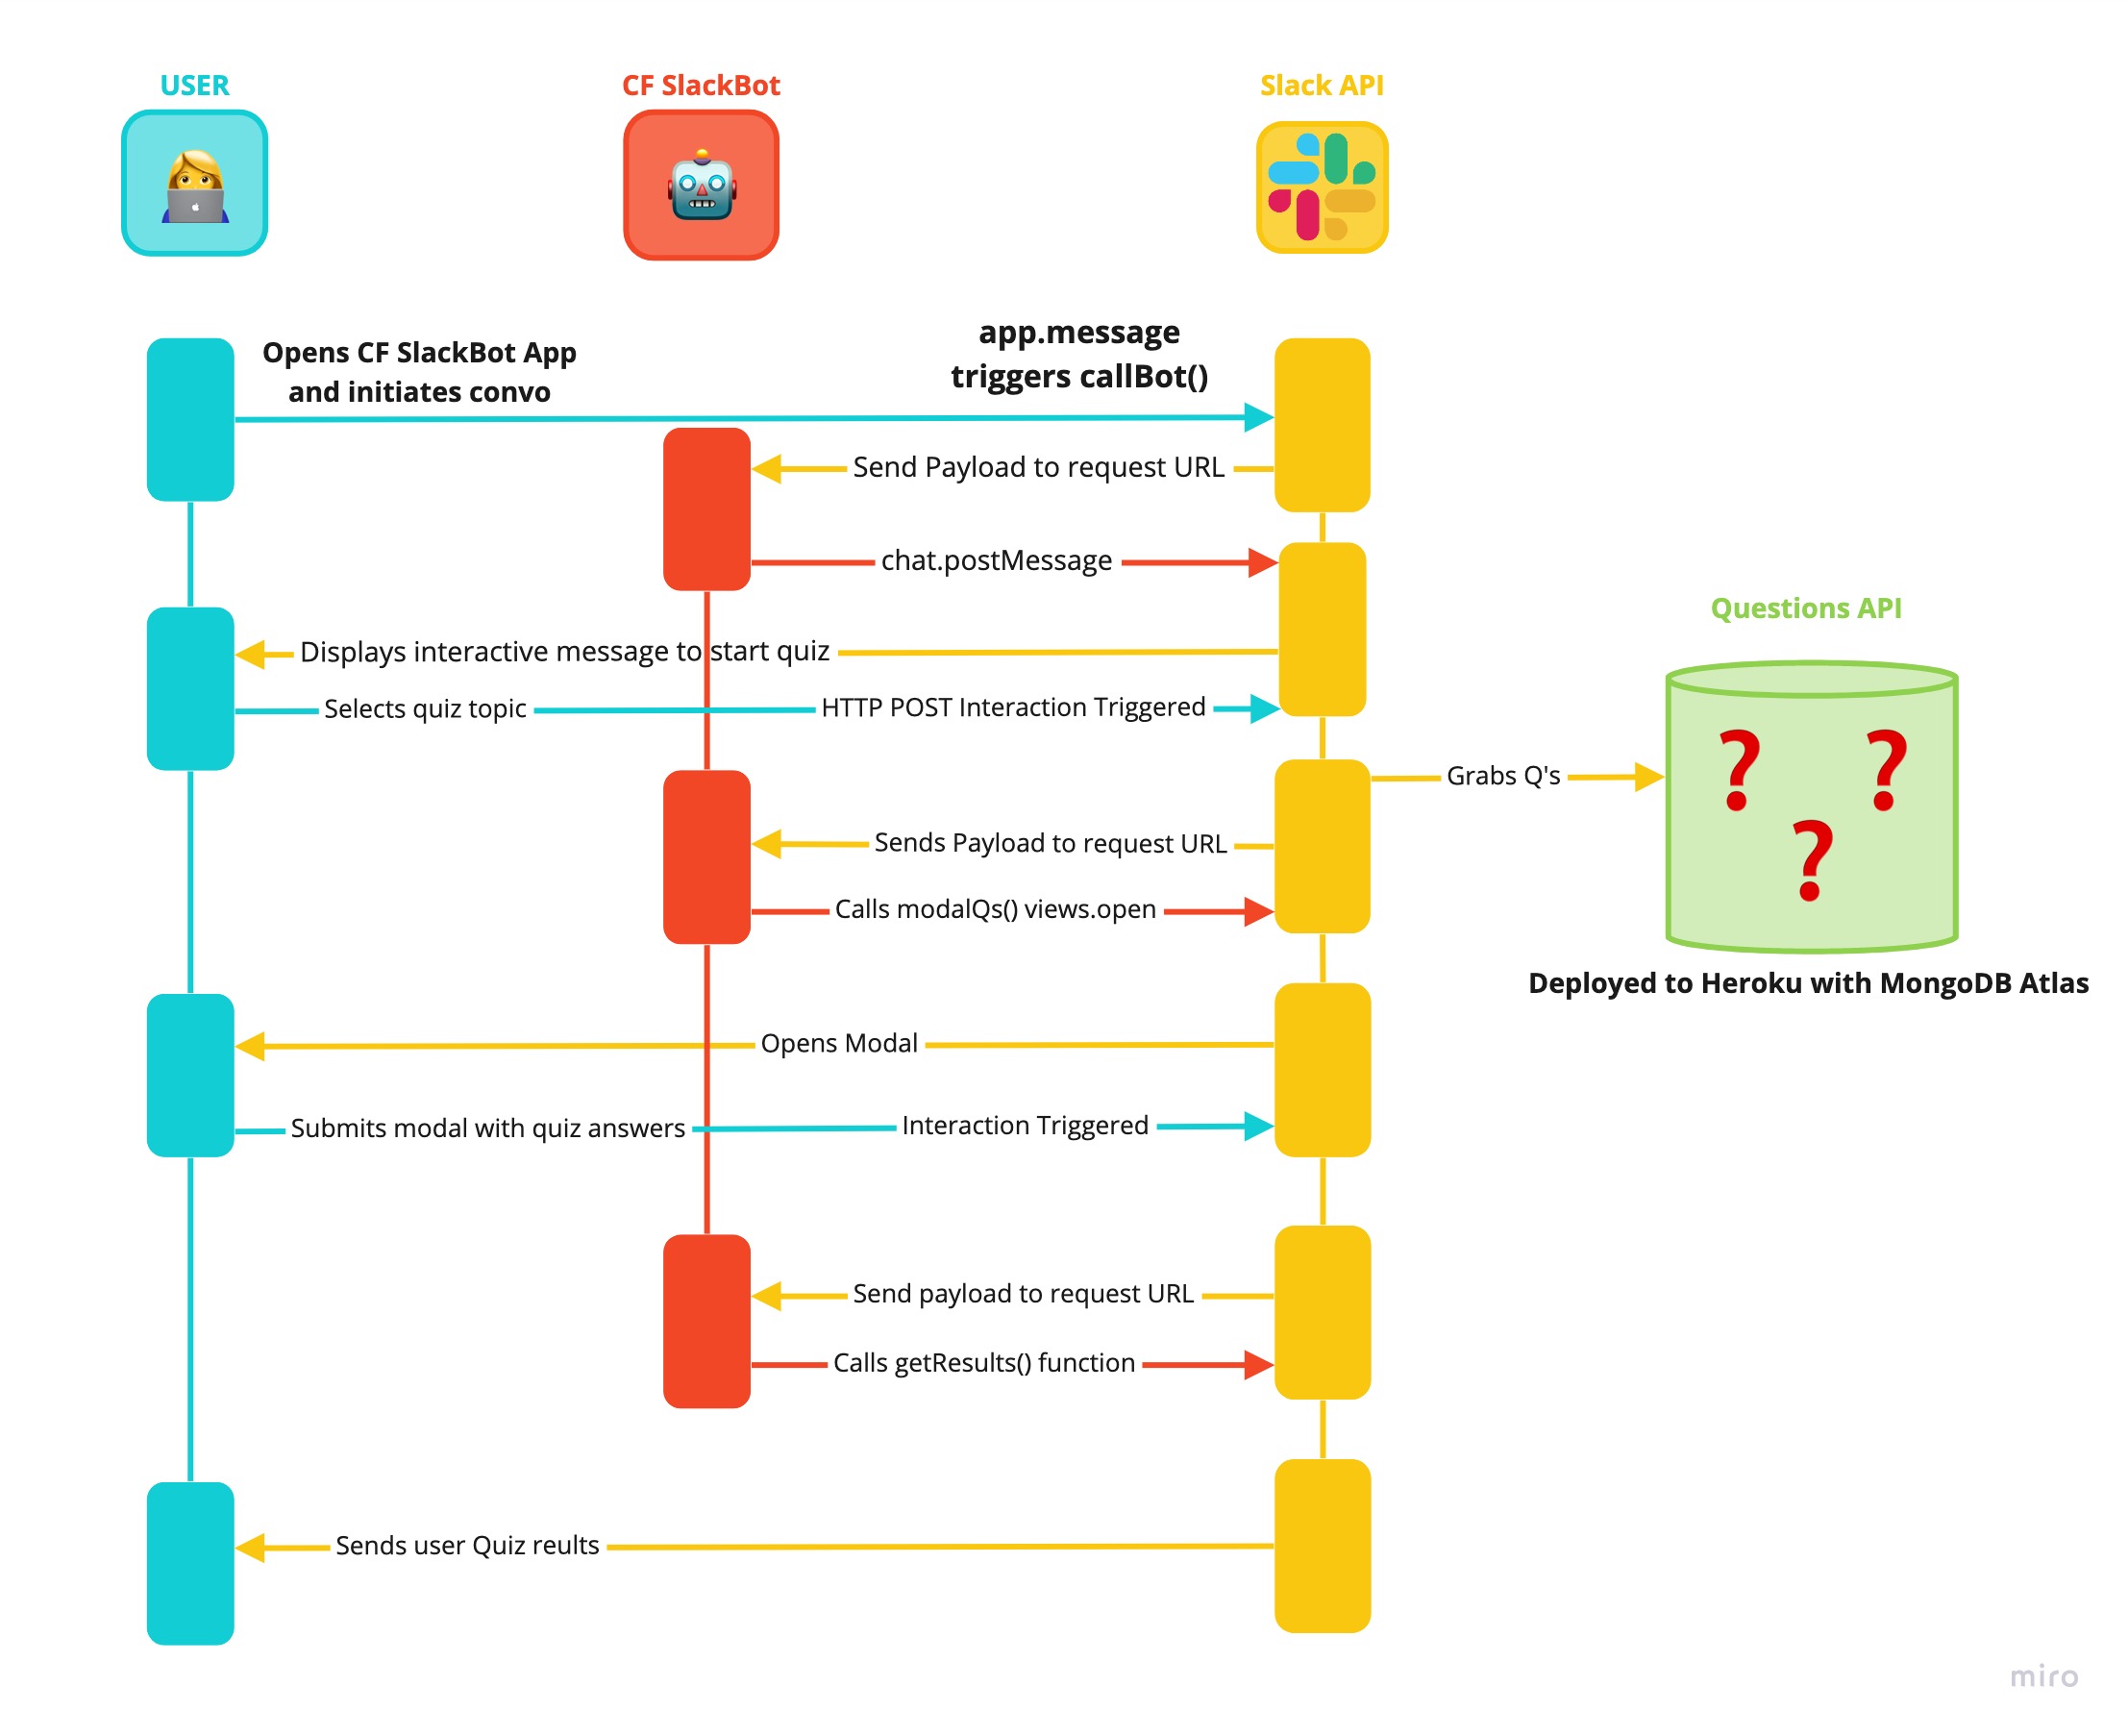 USER
CF SlackBot
Slack API
Opens CF SlackBot App
and initiates convo
app.message
triggers callBot()
Send Payload to request URL
chat.postMessage
Questions API
Displays interactive message to start quiz
Selects quiz topic
HTTP POST Interaction Triggered
? ?
?
Grabs Q's
Sends Payload to request URL
Calls modalQs() views.open
Deployed to Heroku with MongoDB Atlas
Opens Modal
Submits modal with quiz answers
Interaction Triggered
Send payload to request URL
Calls getResults() function
Sends user Quiz reults
miro